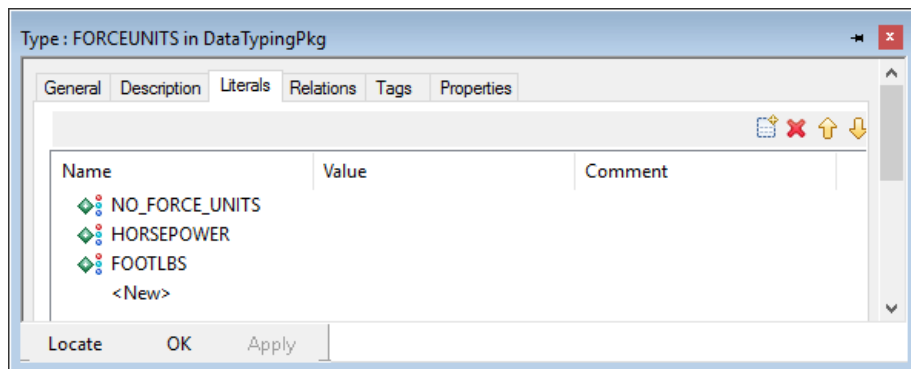 Type : FORCEUNITS in DataTypingPkg
General Description Literals Relations Tags Properties
Name Value Comment
NO_FORCE_UNITS
HORSEPOWER
FOOTLBS
<New>
Locate OK Apply